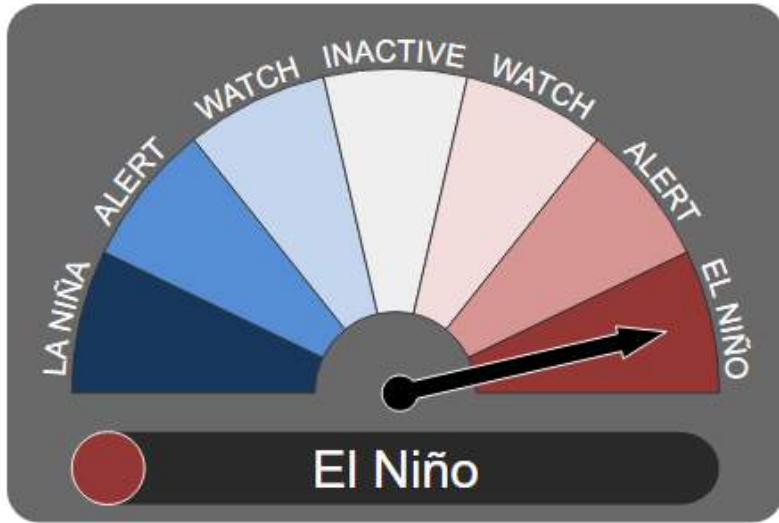 LA NIÑA
ALERT
WATCH
INACTIVE
WATCH
ALERT
EL NIÑO
El Niño